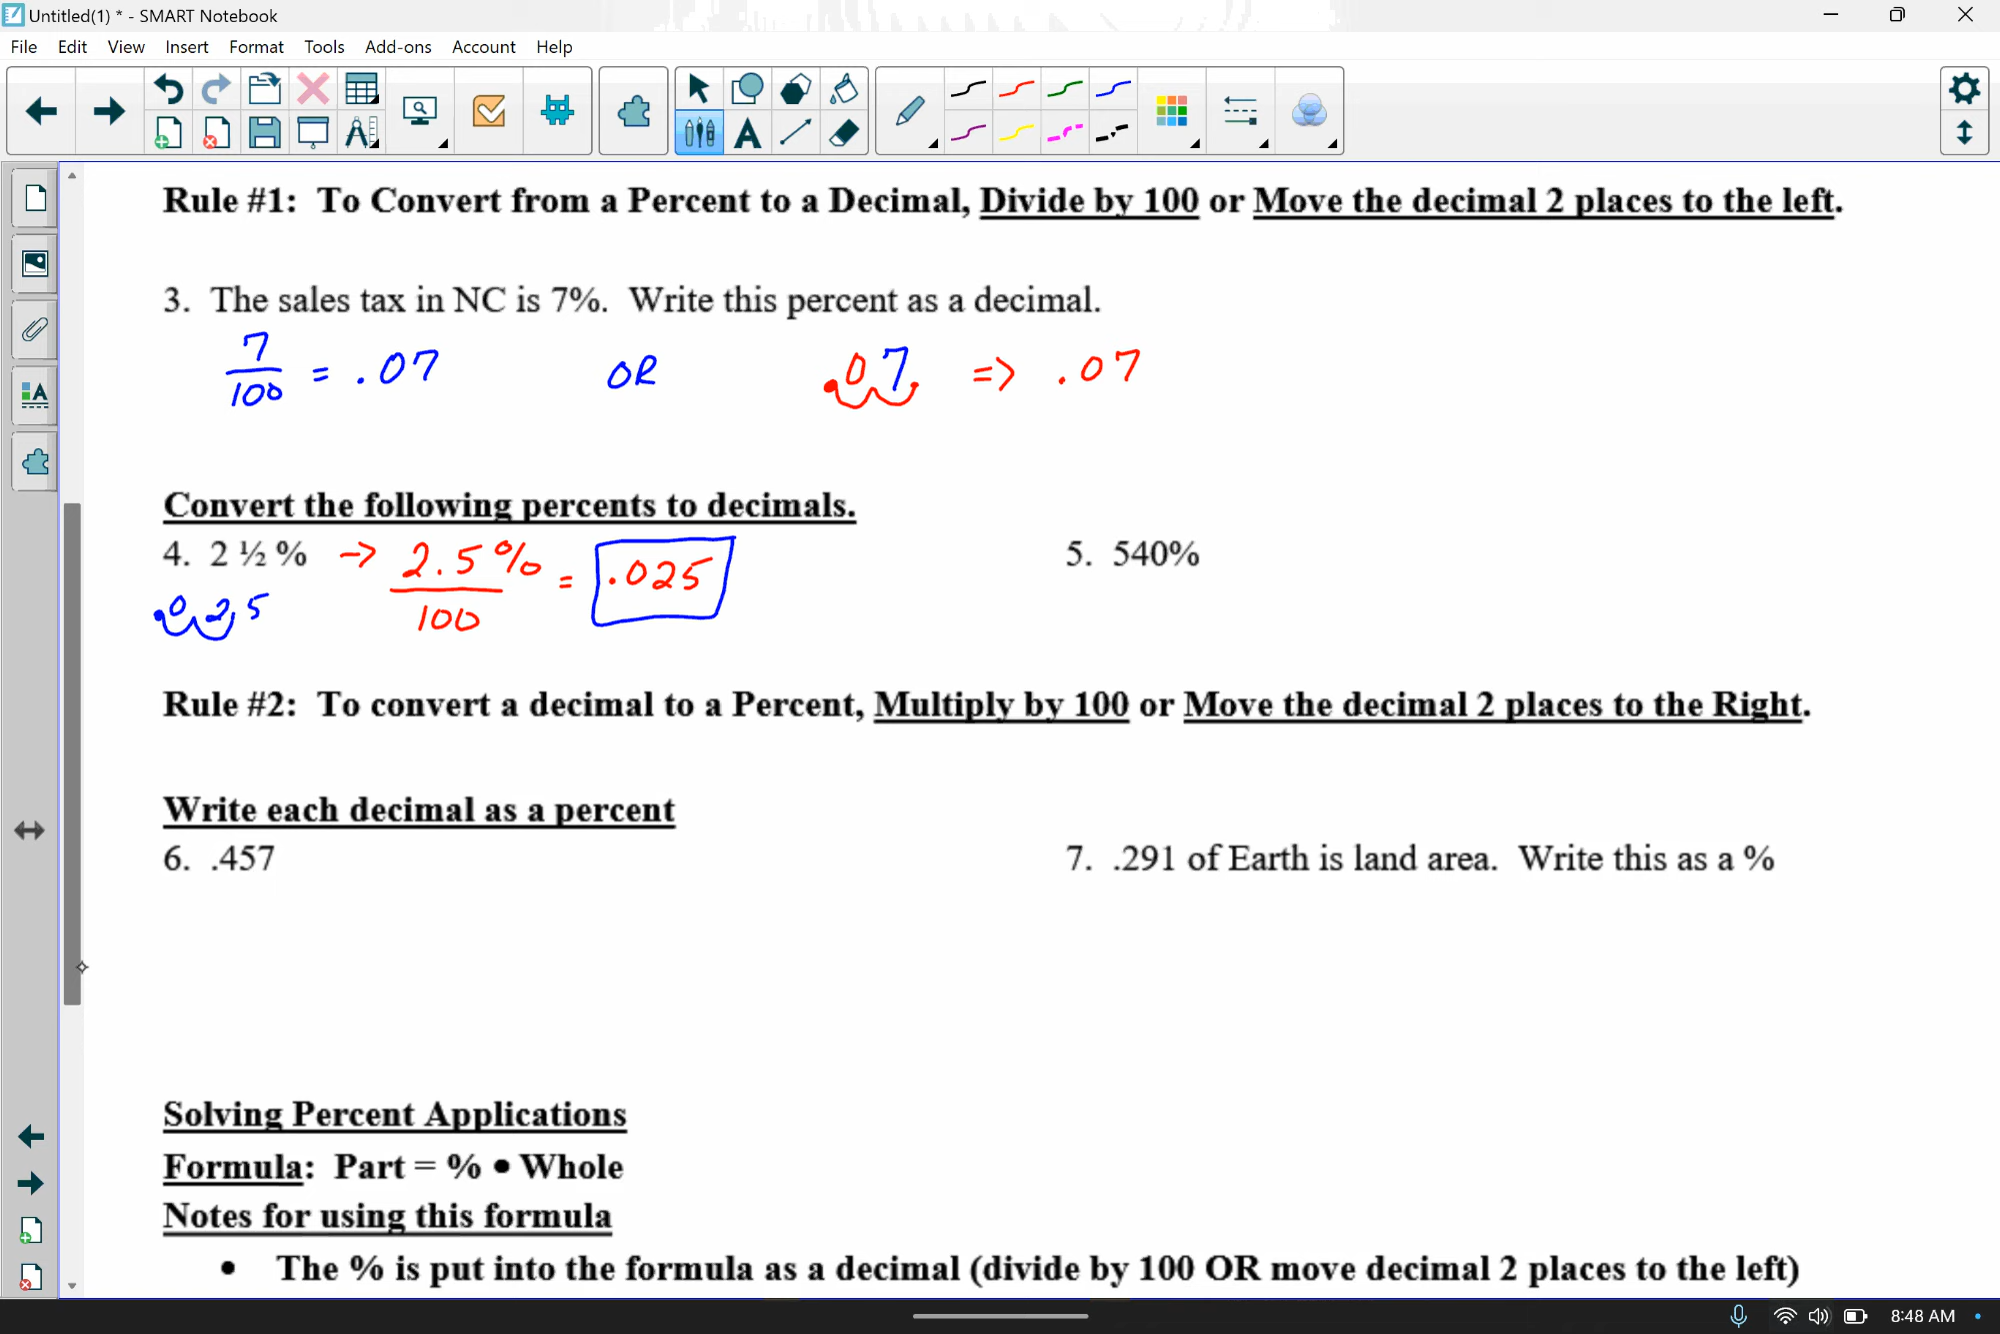 Untitled(1) * - SMART Notebook
File Edit View Insert Format Tools Add-ons Account Help
Rule #1: To Convert from a Percent to a Decimal, Divide by 100 or Move the decimal 2 places to the left.
3. The sales tax in NC is 7%. Write this percent as a decimal.
7/100 = .07 OR .07. => .07
Convert the following percents to decimals.
4. 2 ½ % -> 2.5%/100 = .025
5. 540%
.02.5
Rule #2: To convert a decimal to a Percent, Multiply by 100 or Move the decimal 2 places to the Right.
Write each decimal as a percent
6. .457
7. .291 of Earth is land area. Write this as a %
Solving Percent Applications
Formula: Part = % • Whole
Notes for using this formula
• The % is put into the formula as a decimal (divide by 100 OR move decimal 2 places to the left)
8:48 AM